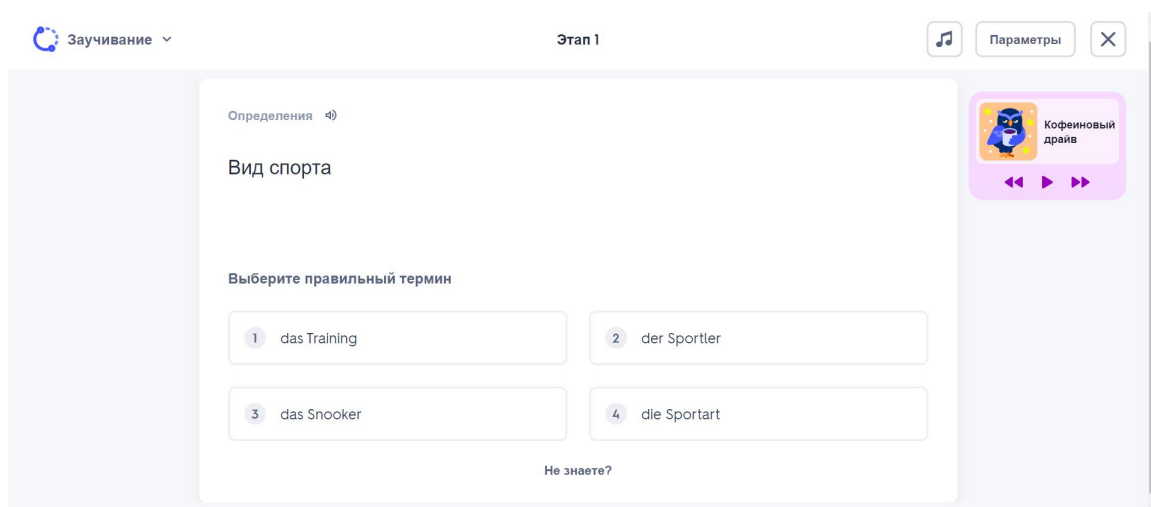 Заучивание
Этап 1
Параметры
Определения
Кофеиновый
драйв
Вид спорта
Выберите правильный термин
1 das Training
2 der Sportler
3 das Snooker
4 die Sportart
Не знаете?